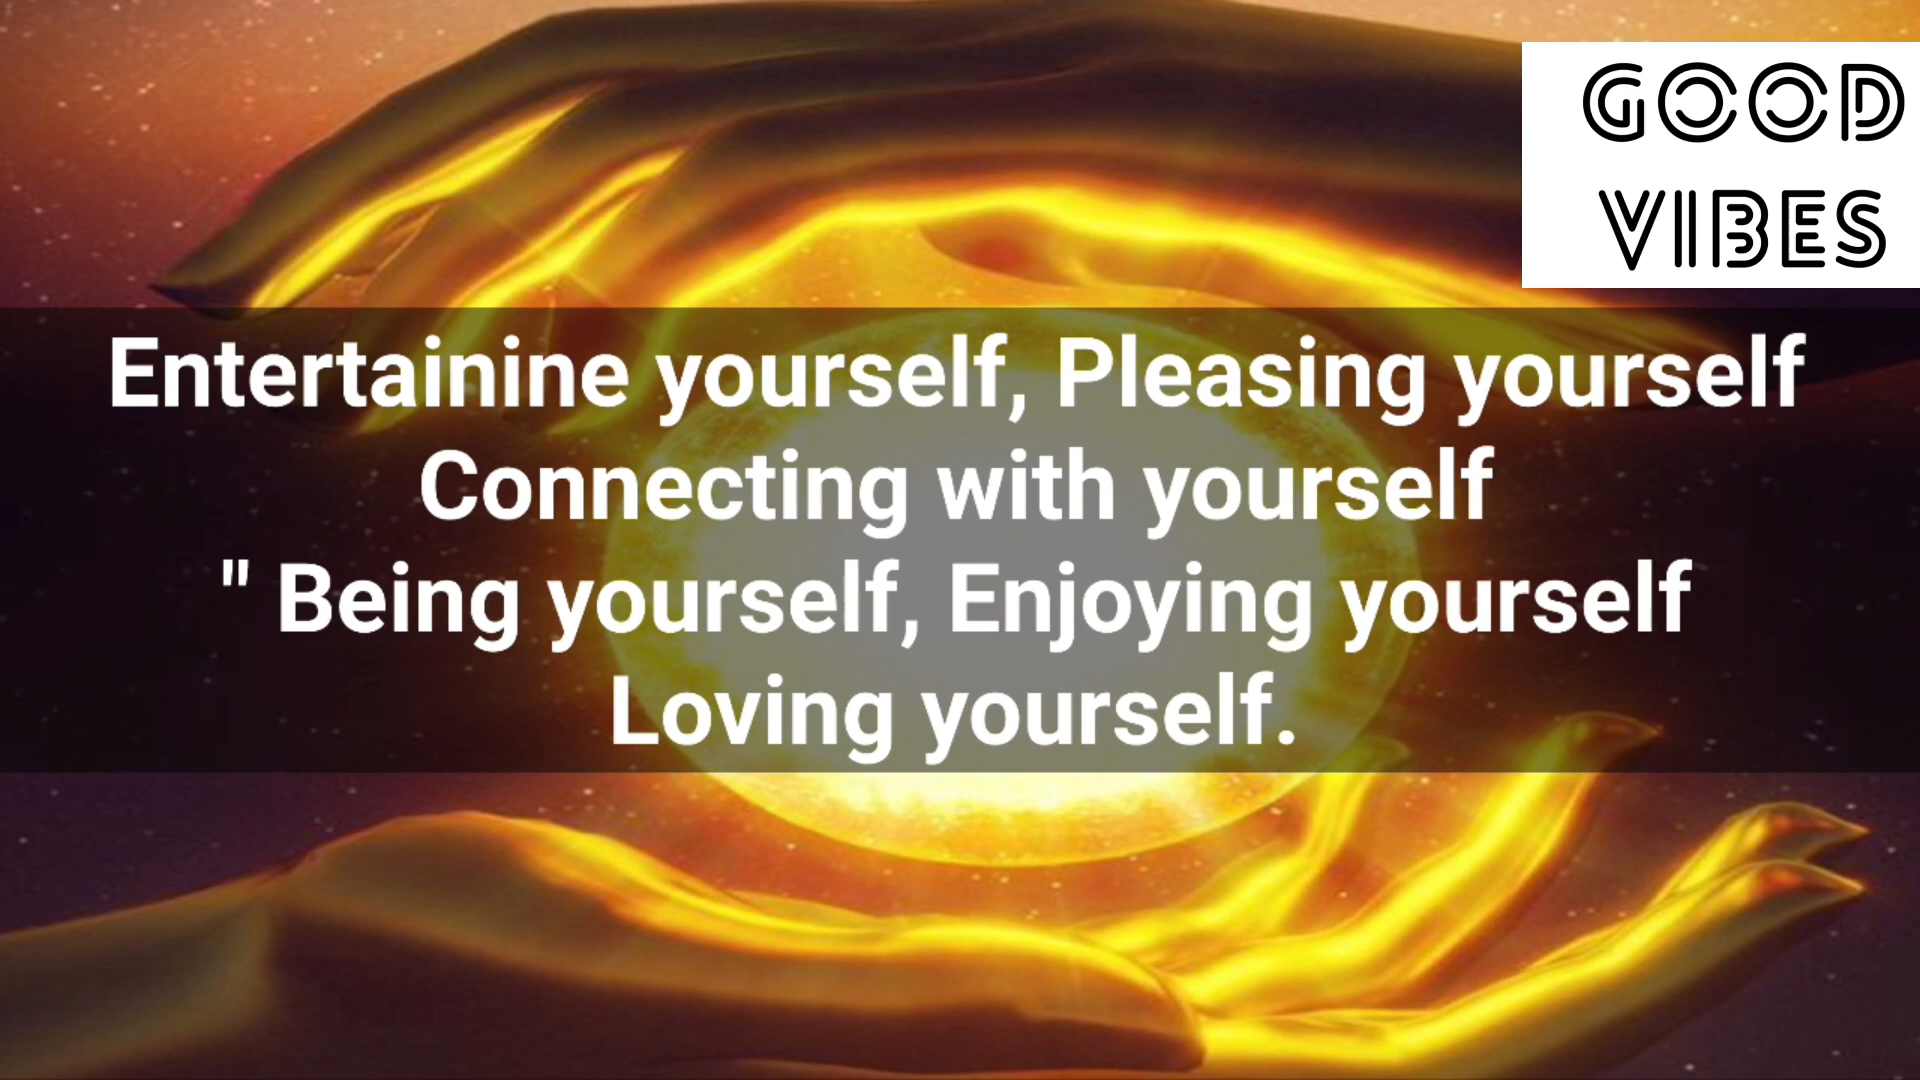 GOOD
VIBES
Entertainine yourself, Pleasing yourself
Connecting with yourself
" Being yourself, Enjoying yourself
Loving yourself.